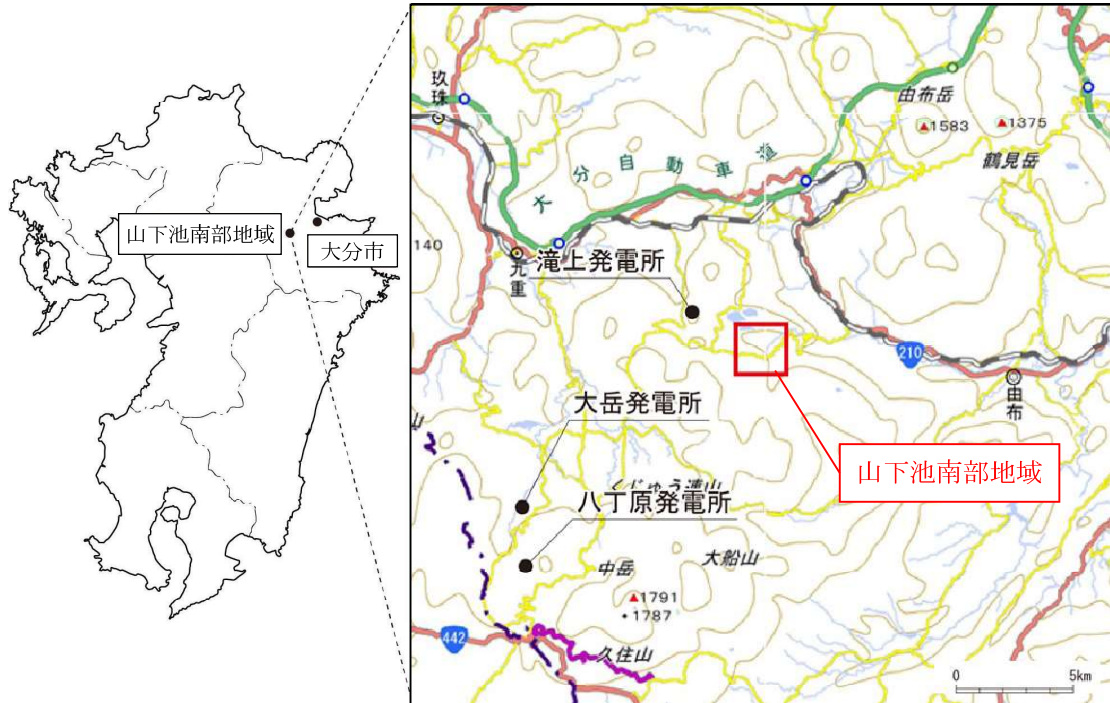 山下池南部地域
大分市
玖珠
由布岳
1583
1375
鶴見岳
大分自動車道
140
九重
滝上発電所
210
由布
大岳発電所
山下池南部地域
くじゅう連山
八丁原発電所
大船山
中岳
1791
1787
442
久住山
0
5km